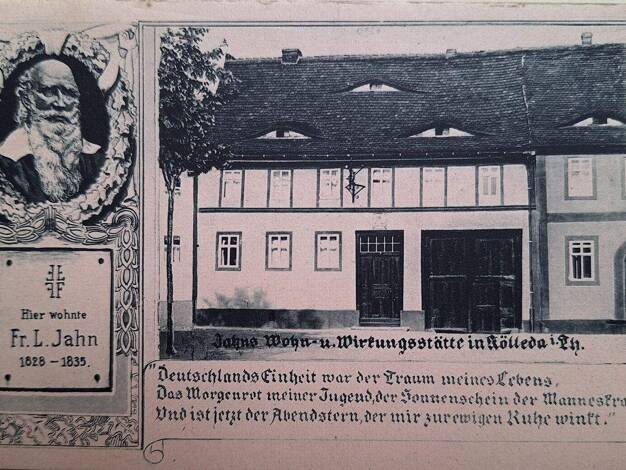 Hier wohnte
Fr. L. Jahn
1828 - 1835.
Jahns Wohn- u. Wirkungsstätte in Kölleda i. Th.
"Deutschlands Einheit war der Traum meines Lebens,
Das Morgenrot meiner Jugend, der Sonnenschein der
Und ist jetzt der Abendstern, der mir zur ewigen Ruhe winkt."